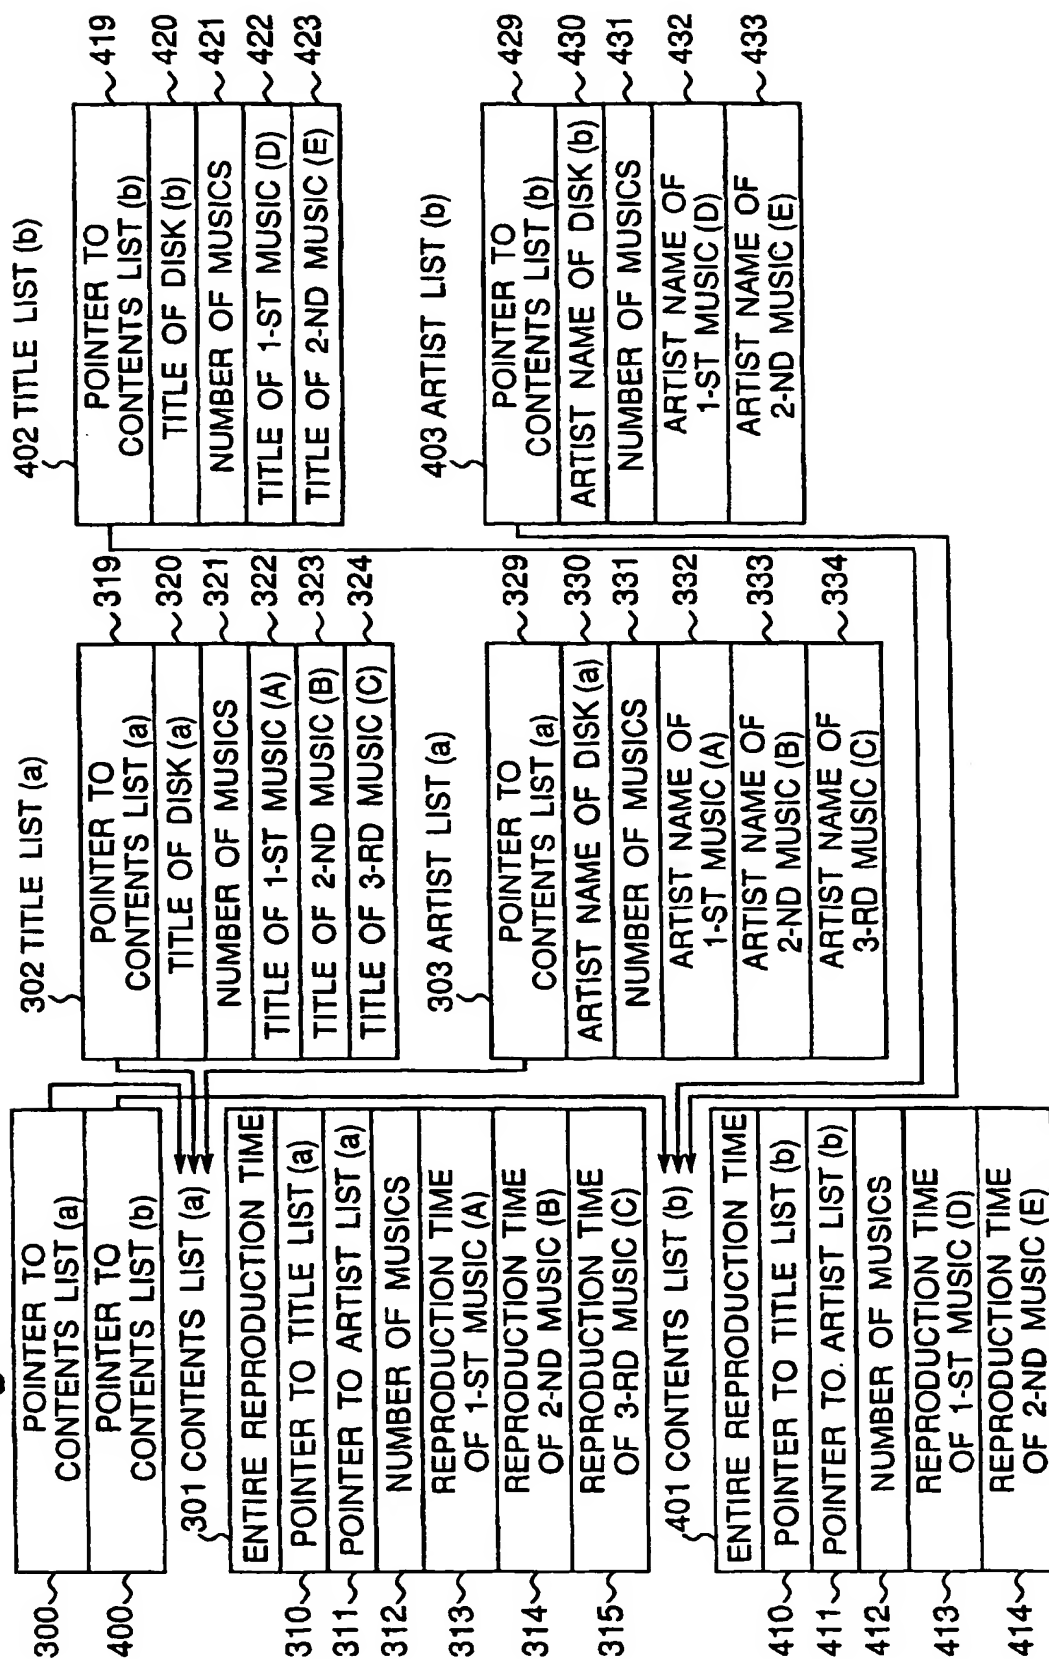 300
POINTER TO
CONTENTS LIST (a)
400
POINTER TO
CONTENTS LIST (b)
301 CONTENTS LIST (a)
ENTIRE REPRODUCTION TIME
310
POINTER TO TITLE LIST (a)
311
POINTER TO ARTIST LIST (a)
312
NUMBER OF MUSICS
313
REPRODUCTION TIME
OF 1-ST MUSIC (A)
314
REPRODUCTION TIME
OF 2-ND MUSIC (B)
315
REPRODUCTION TIME
OF 3-RD MUSIC (C)
401 CONTENTS LIST (b)
ENTIRE REPRODUCTION TIME
410
POINTER TO TITLE LIST (b)
411
POINTER TO. ARTIST LIST (b)
412
NUMBER OF MUSICS
413
REPRODUCTION TIME
OF 1-ST MUSIC (D)
414
REPRODUCTION TIME
OF 2-ND MUSIC (E)
302 TITLE LIST (a)
POINTER TO
CONTENTS LIST (a)
319
TITLE OF DISK (a)
320
NUMBER OF MUSICS
321
TITLE OF 1-ST MUSIC (A)
322
TITLE OF 2-ND MUSIC (B)
323
TITLE OF 3-RD MUSIC (C)
324
303 ARTIST LIST (a)
POINTER TO
CONTENTS LIST (a)
329
ARTIST NAME OF DISK (a)
330
NUMBER OF MUSICS
331
ARTIST NAME OF
1-ST MUSIC (A)
332
ARTIST NAME OF
2-ND MUSIC (B)
333
ARTIST NAME OF
3-RD MUSIC (C)
334
402 TITLE LIST (b)
POINTER TO
CONTENTS LIST (b)
419
TITLE OF DISK (b)
420
NUMBER OF MUSICS
421
TITLE OF 1-ST MUSIC (D)
422
TITLE OF 2-ND MUSIC (E)
423
403 ARTIST LIST (b)
POINTER TO
CONTENTS LIST (b)
429
ARTIST NAME OF DISK (b)
430
NUMBER OF MUSICS
431
ARTIST NAME OF
1-ST MUSIC (D)
432
ARTIST NAME OF
2-ND MUSIC (E)
433